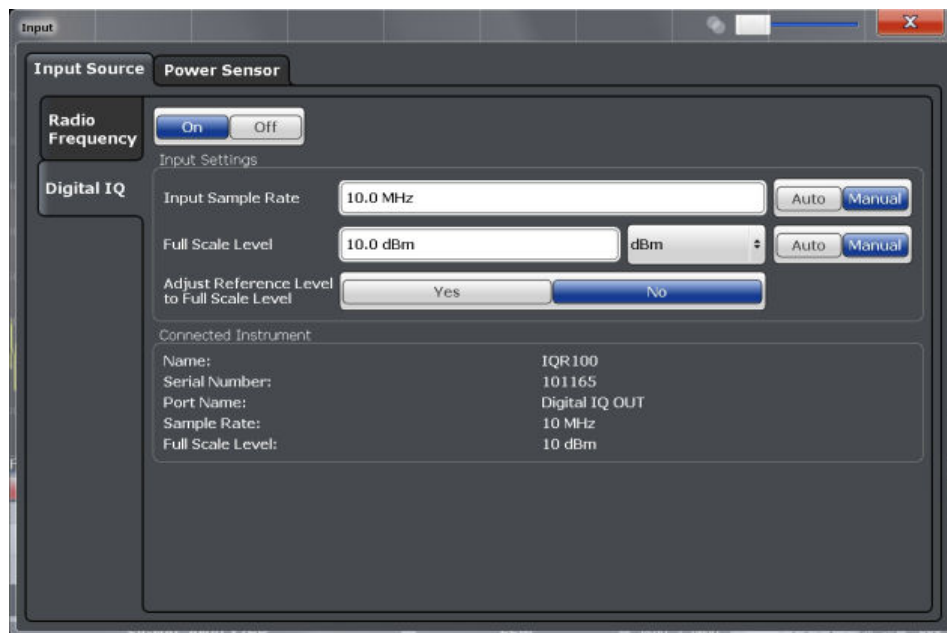 Input
Input Source Power Sensor
Radio
Frequency
On Off
Input Settings
Digital IQ
Input Sample Rate 10.0 MHz Auto Manual
Full Scale Level 10.0 dBm dBm Auto Manual
Adjust Reference Level
to Full Scale Level
Yes No
Connected Instrument
Name: IQR100
Serial Number: 101165
Port Name: Digital IQ OUT
Sample Rate: 10 MHz
Full Scale Level: 10 dBm